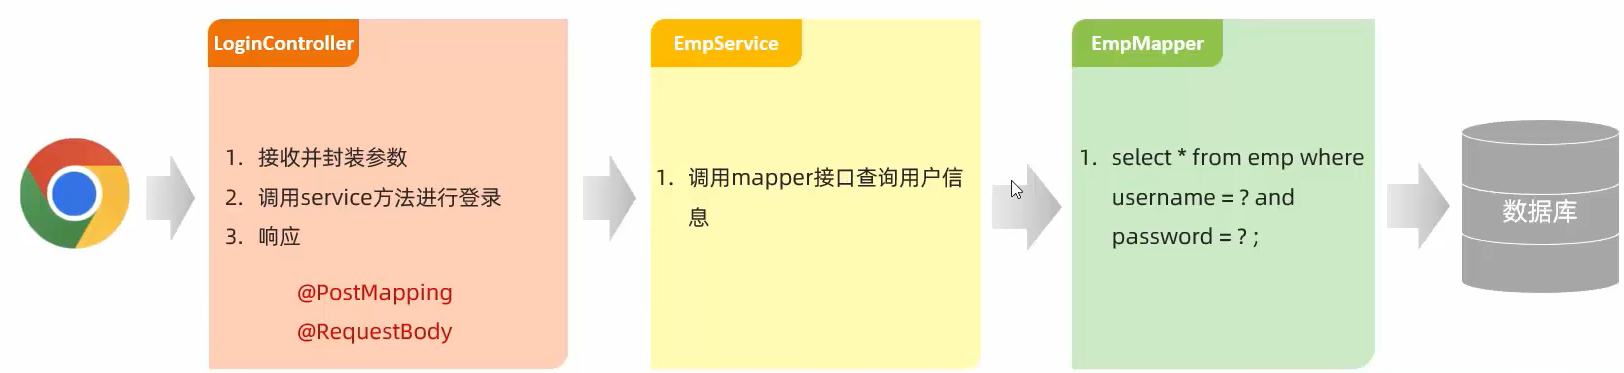 LoginController
1. 接收并封装参数
2. 调用service方法进行登录
3. 响应
@PostMapping
@RequestBody
EmpService
1. 调用mapper接口查询用户信
息
EmpMapper
1. select * from emp where
username = ? and
password = ? ;
数据库